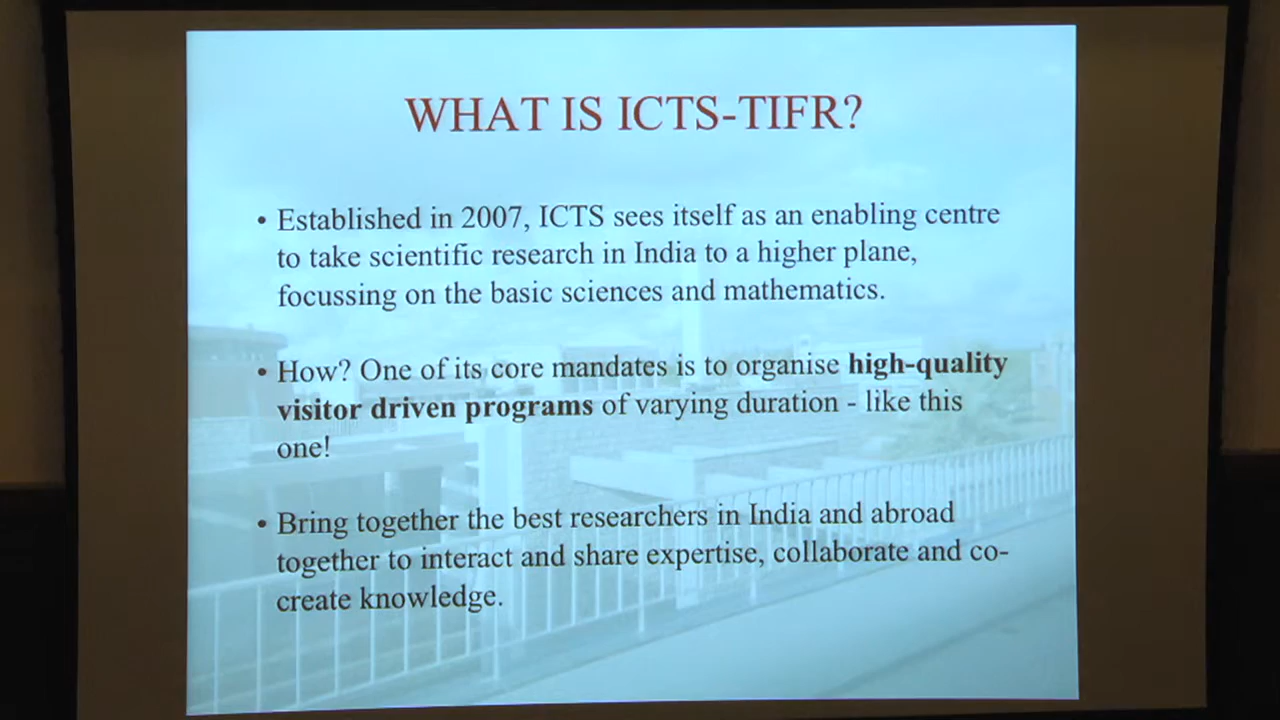 WHAT IS ICTS-TIFR?
• Established in 2007, ICTS sees itself as an enabling centre
to take scientific research in India to a higher plane,
focussing on the basic sciences and mathematics.
• How? One of its core mandates is to organise high-quality
visitor driven programs of varying duration - like this
one!
• Bring together the best researchers in India and abroad
together to interact and share expertise, collaborate and co-
create knowledge.